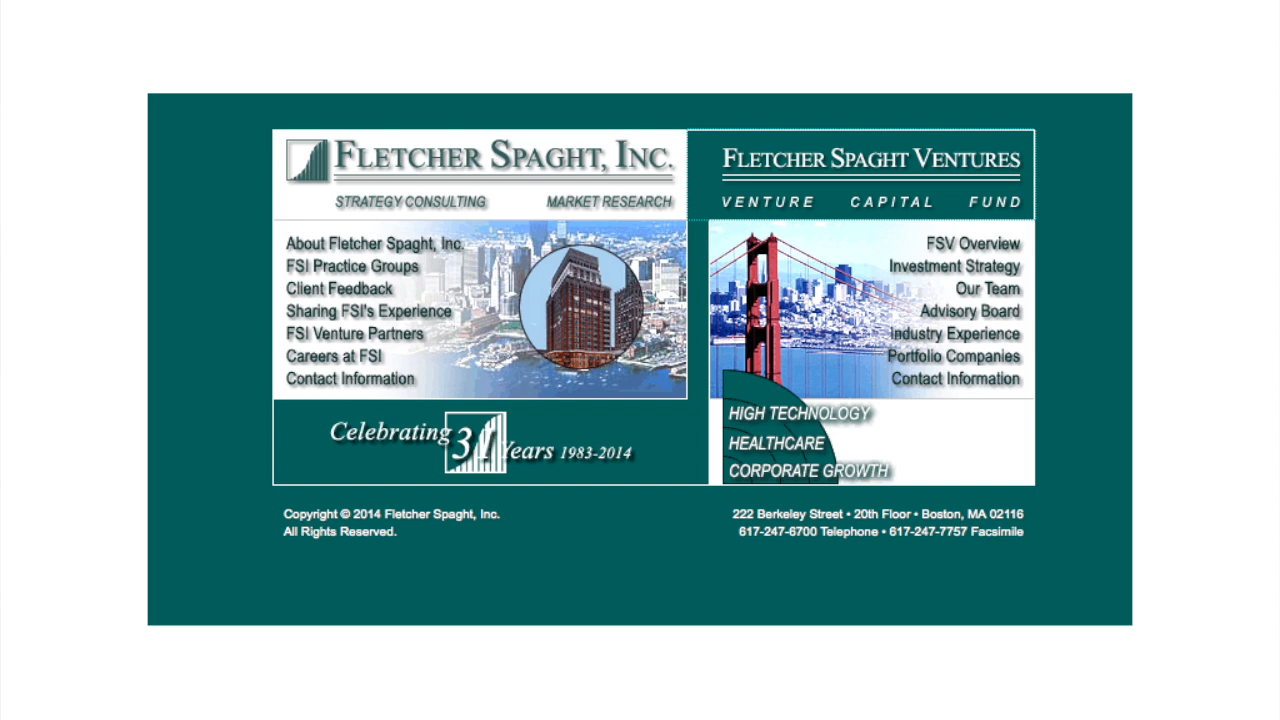 FLETCHER SPAGHT, INC.
STRATEGY CONSULTING MARKET RESEARCH
About Fletcher Spaght, Inc.
FSI Practice Groups
Client Feedback
Sharing FSI's Experience
FSI Venture Partners
Careers at FSI
Contact Information
Celebrating 31 Years 1983-2014
FLETCHER SPAGHT VENTURES
VENTURE CAPITAL FUND
FSV Overview
Investment Strategy
Our Team
Advisory Board
Industry Experience
Portfolio Companies
Contact Information
HIGH TECHNOLOGY
HEALTHCARE
CORPORATE GROWTH
Copyright © 2014 Fletcher Spaght, Inc.
All Rights Reserved.
222 Berkeley Street • 20th Floor • Boston, MA 02116
617-247-6700 Telephone • 617-247-7757 Facsimile